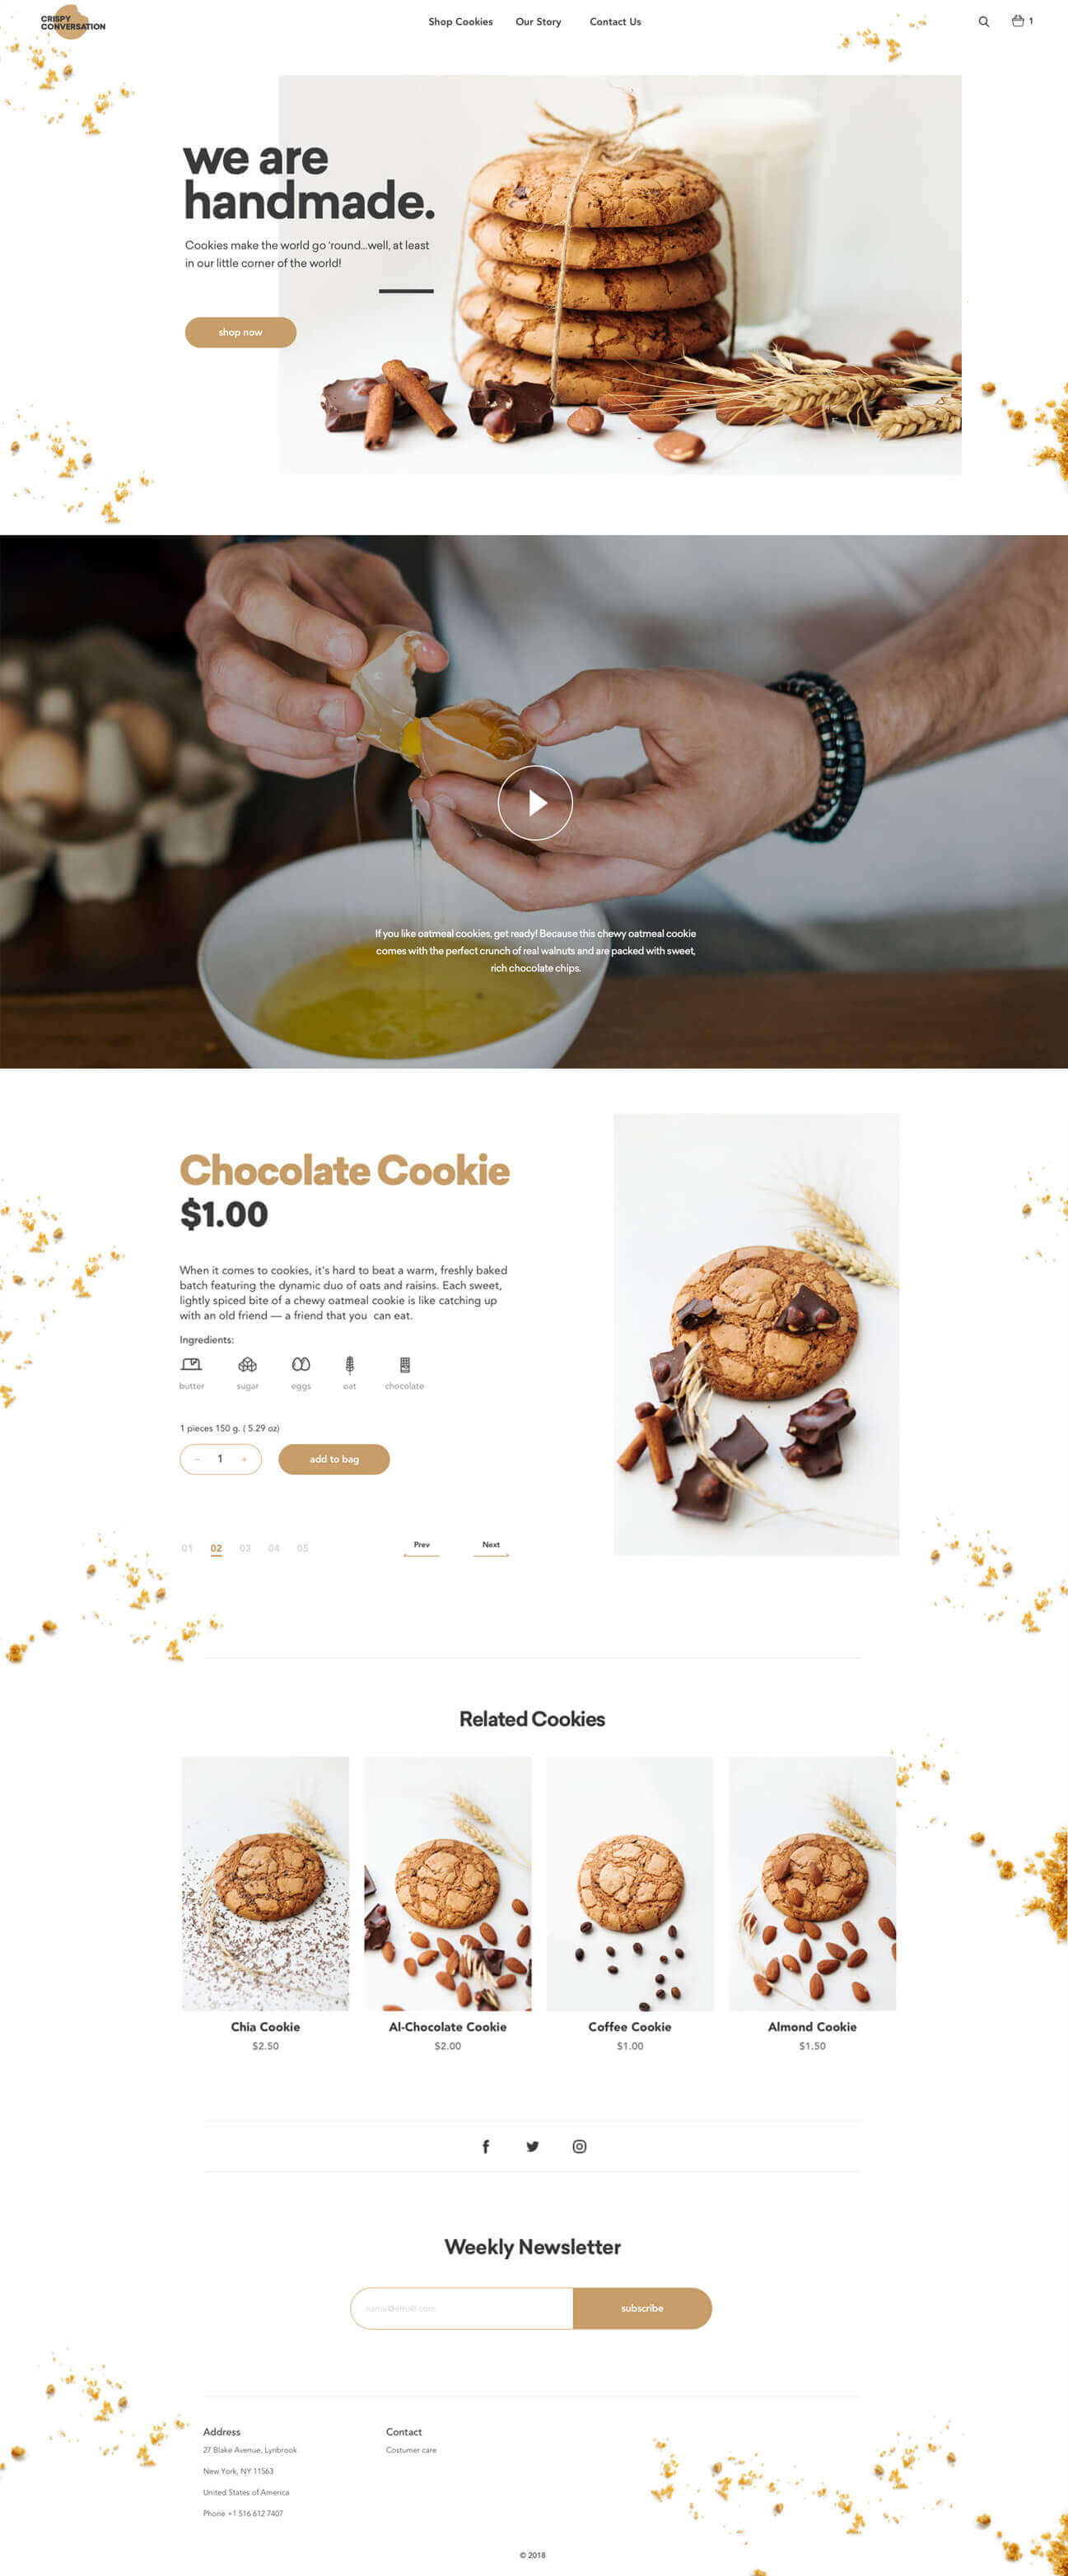 CRISPY
CONVERSATION
Shop Cookies Our Story Contact Us
1
we are
handmade.
Cookies make the world go ‘round...well, at least
in our little corner of the world!
shop now
If you like oatmeal cookies, get ready! Because this chewy oatmeal cookie
comes with the perfect crunch of real walnuts and are packed with sweet,
rich chocolate chips.
Chocolate Cookie
$1.00
When it comes to cookies, it's hard to beat a warm, freshly baked
batch featuring the dynamic duo of oats and raisins. Each sweet,
lightly spiced bite of a chewy oatmeal cookie is like catching up
with an old friend — a friend that you can eat.
Ingredients:
butter sugar eggs oat chocolate
1 pieces 150 g. ( 5.29 oz)
− 1 + add to bag
01 02 03 04 05 Prev Next
Related Cookies
Chia Cookie Al-Chocolate Cookie Coffee Cookie Almond Cookie
$2.50 $2.00 $1.00 $1.50
Weekly Newsletter
name@email.com subscribe
Address Contact
27 Blake Avenue, Lynbrook Costumer care
New York, NY 11563
United States of America
Phone +1 516 612 7407
© 2018